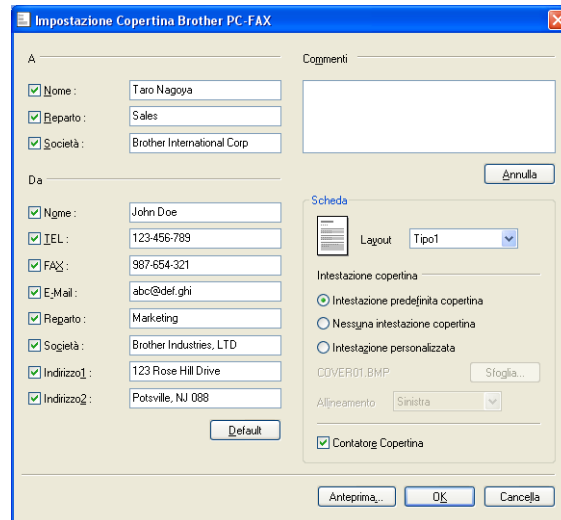 Impostazione Copertina Brother PC-FAX
A
Nome : Taro Nagoya
Reparto : Sales
Società : Brother International Corp
Da
Nome : John Doe
TEL : 123-456-789
FAX : 987-654-321
E-Mail : abc@def.ghi
Reparto : Marketing
Società : Brother Industries, LTD
Indirizzo1 : 123 Rose Hill Drive
Indirizzo2 : Potsville, NJ 088
Default
Commenti
Annulla
Scheda
Layout Tipo1
Intestazione copertina
Intestazione predefinita copertina
Nessuna intestazione copertina
Intestazione personalizzata
COVER01.BMP Sfoglia...
Allineamento Sinistra
Contatore Copertina
Anteprima... OK Cancella